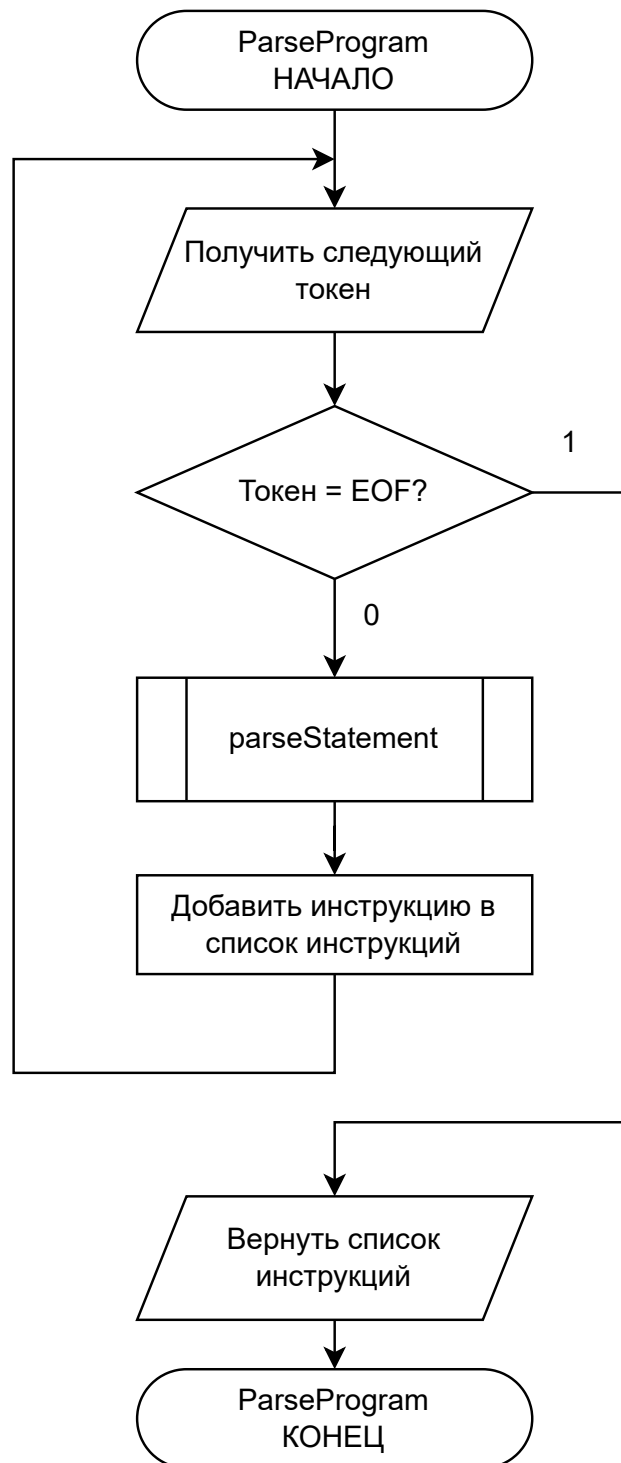 ParseProgram
НАЧАЛО
Получить следующий
токен
1
Токен = EOF?
0
parseStatement
Добавить инструкцию в
список инструкций
Вернуть список
инструкций
ParseProgram
КОНЕЦ